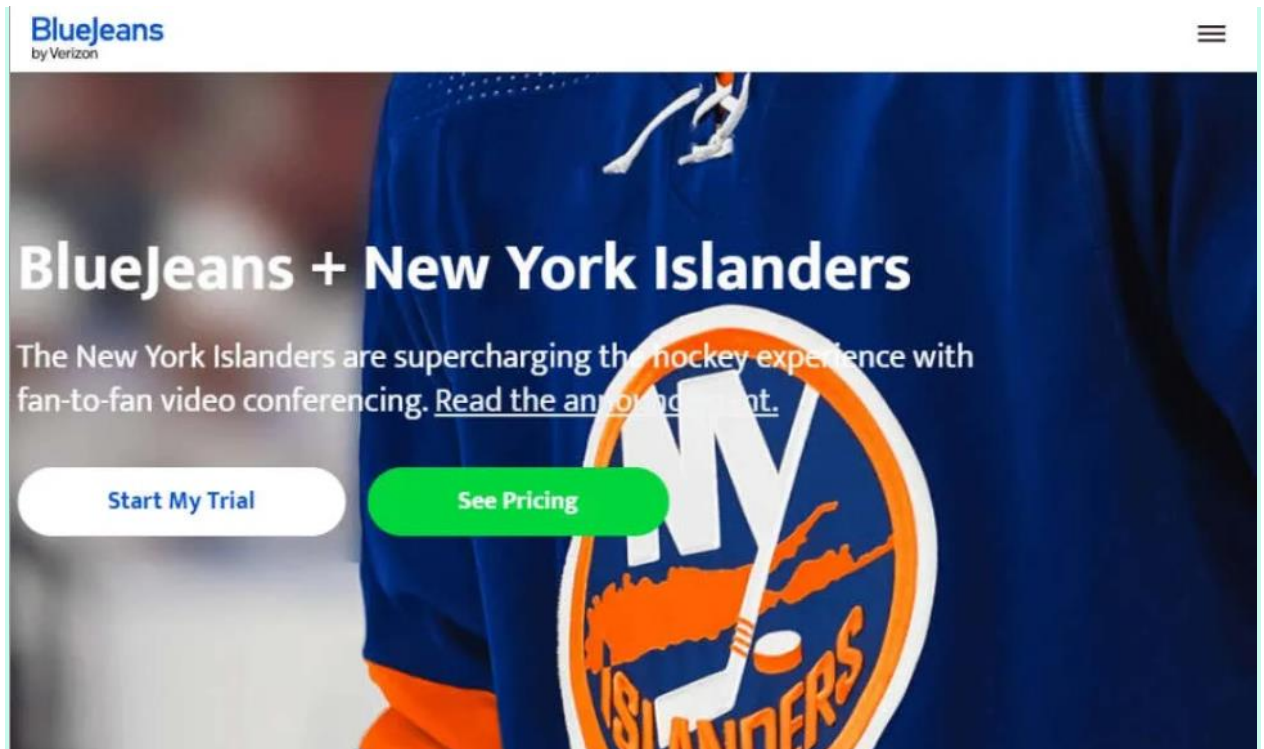 BlueJeans
by Verizon
BlueJeans + New York Islanders
The New York Islanders are supercharging the hockey experience with
fan-to-fan video conferencing. Read the announcement.
Start My Trial
See Pricing
NY
ISLANDERS